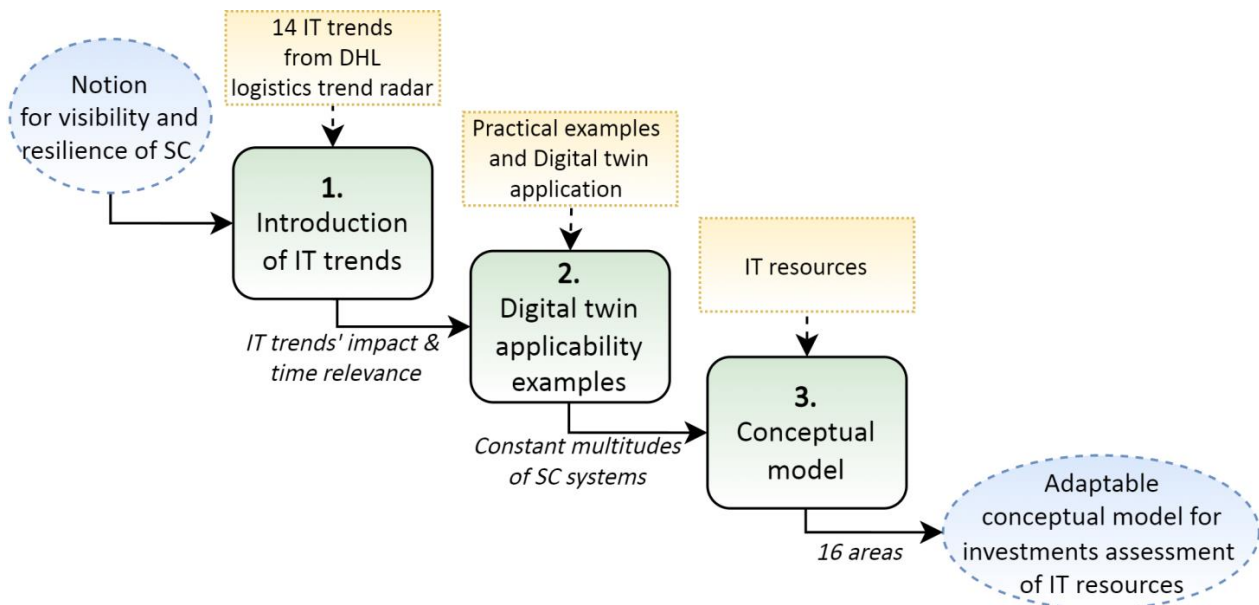 14 IT trends
from DHL
logistics trend radar
Notion
for visibility and
resilience of SC
Practical examples
and Digital twin
application
1.
Introduction
of IT trends
IT resources
2.
Digital twin
applicability
examples
IT trends' impact &
time relevance
3.
Conceptual
model
Constant multitudes
of SC systems
Adaptable
conceptual model for
investments assessment
of IT resources
16 areas